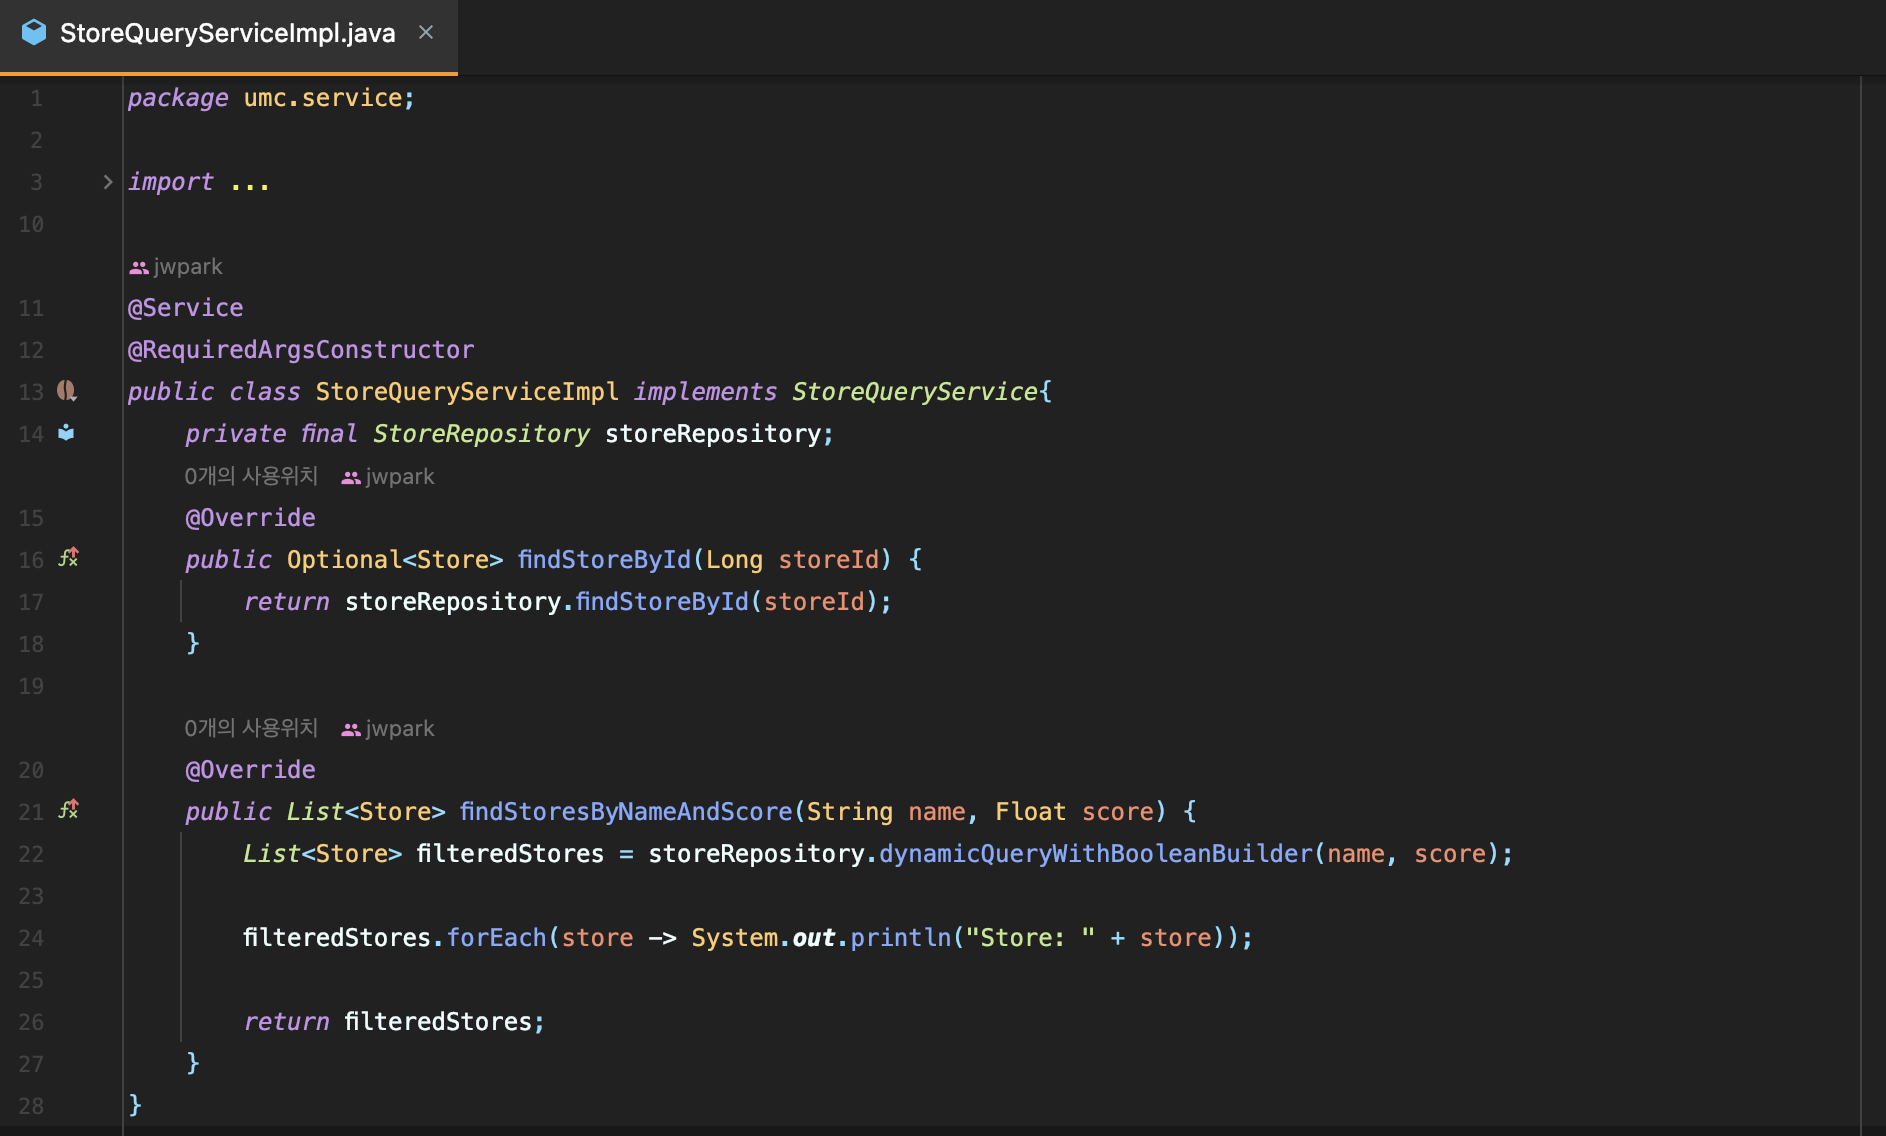 StoreQueryServiceImpl.java ×
1 package umc.service;
2
3 import ...
10
jwpark
11 @Service
12 @RequiredArgsConstructor
13 public class StoreQueryServiceImpl implements StoreQueryService{
14 private final StoreRepository storeRepository;
0개의 사용위치 jwpark
15 @Override
16 public Optional<Store> findStoreById(Long storeId) {
17 return storeRepository.findStoreById(storeId);
18 }
19
0개의 사용위치 jwpark
20 @Override
21 public List<Store> findStoresByNameAndScore(String name, Float score) {
22 List<Store> filteredStores = storeRepository.dynamicQueryWithBooleanBuilder(name, score);
23
24 filteredStores.forEach(store -> System.out.println("Store: " + store));
25
26 return filteredStores;
27 }
28 }